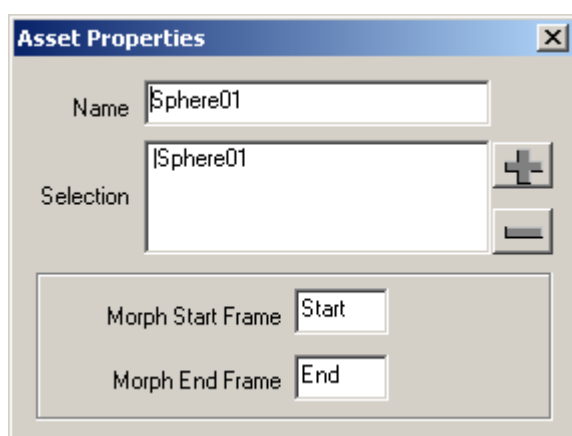 Asset Properties
Name Sphere01
Selection Sphere01
Morph Start Frame Start
Morph End Frame End